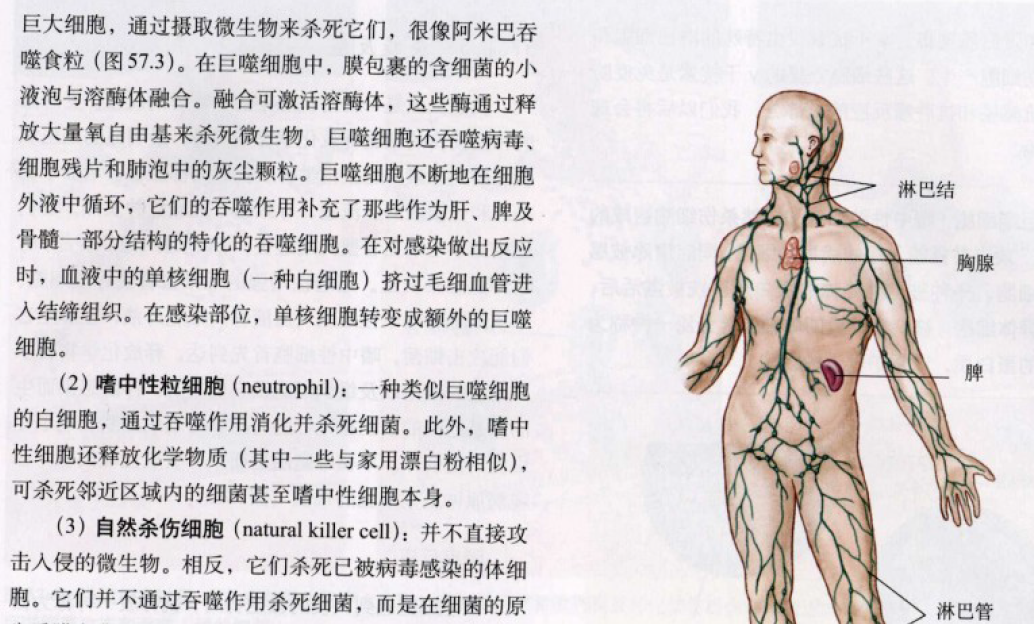 巨大细胞，通过摄取微生物来杀死它们，很像阿米巴吞
噬食粒（图57.3）。在巨噬细胞中，膜包裹的含细菌的小
液泡与溶酶体融合。融合可激活溶酶体，这些酶通过释
放大量氧自由基来杀死微生物。巨噬细胞还吞噬病毒、
细胞残片和肺泡中的灰尘颗粒。巨噬细胞不断地在细胞
外液中循环，它们的吞噬作用补充了那些作为肝、脾及
骨髓一部分结构的特化的吞噬细胞。在对感染做出反应
时，血液中的单核细胞（一种白细胞）挤过毛细血管进
入结缔组织。在感染部位，单核细胞转变成额外的巨噬
细胞。
（2）嗜中性粒细胞（neutrophil）：一种类似巨噬细胞
的白细胞，通过吞噬作用消化并杀死细菌。此外，嗜中
性细胞还释放化学物质（其中一些与家用漂白粉相似），
可杀死邻近区域内的细菌甚至嗜中性细胞本身。
（3）自然杀伤细胞（natural killer cell）：并不直接攻
击入侵的微生物。相反，它们杀死已被病毒感染的体细
胞。它们并不通过吞噬作用杀死细菌，而是在细菌的原
淋巴结
胸腺
脾
淋巴管